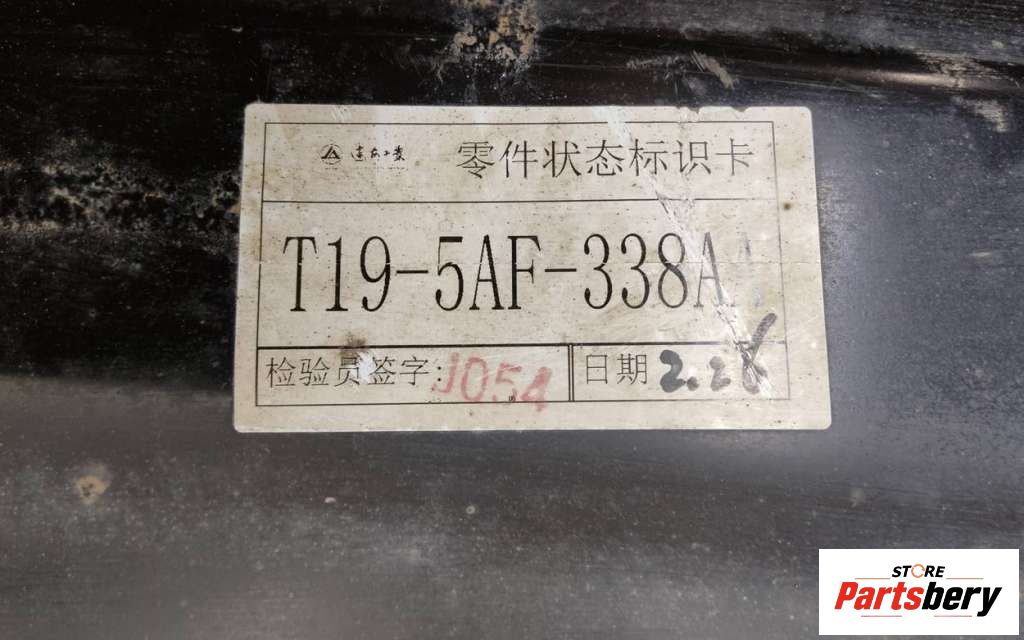 零件状态标识卡
T19-5AF-338A
检验员签字: J054
日期 2.28
STORE
Partsbery